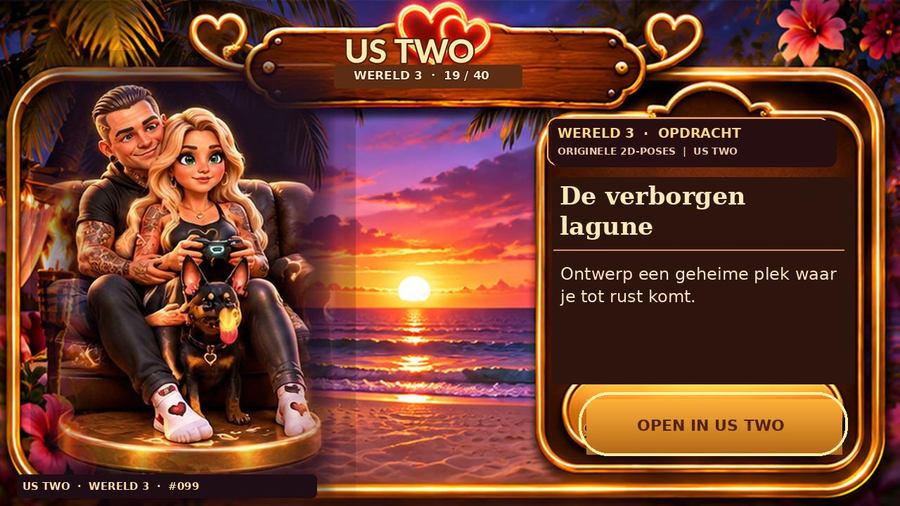 US TWO
WERELD 3 · 19 / 40
WERELD 3 · OPDRACHT
ORIGINELE 2D-POSES | US TWO
De verborgen
lagune
Ontwerp een geheime plek waar
je tot rust komt.
OPEN IN US TWO
US TWO · WERELD 3 · #099